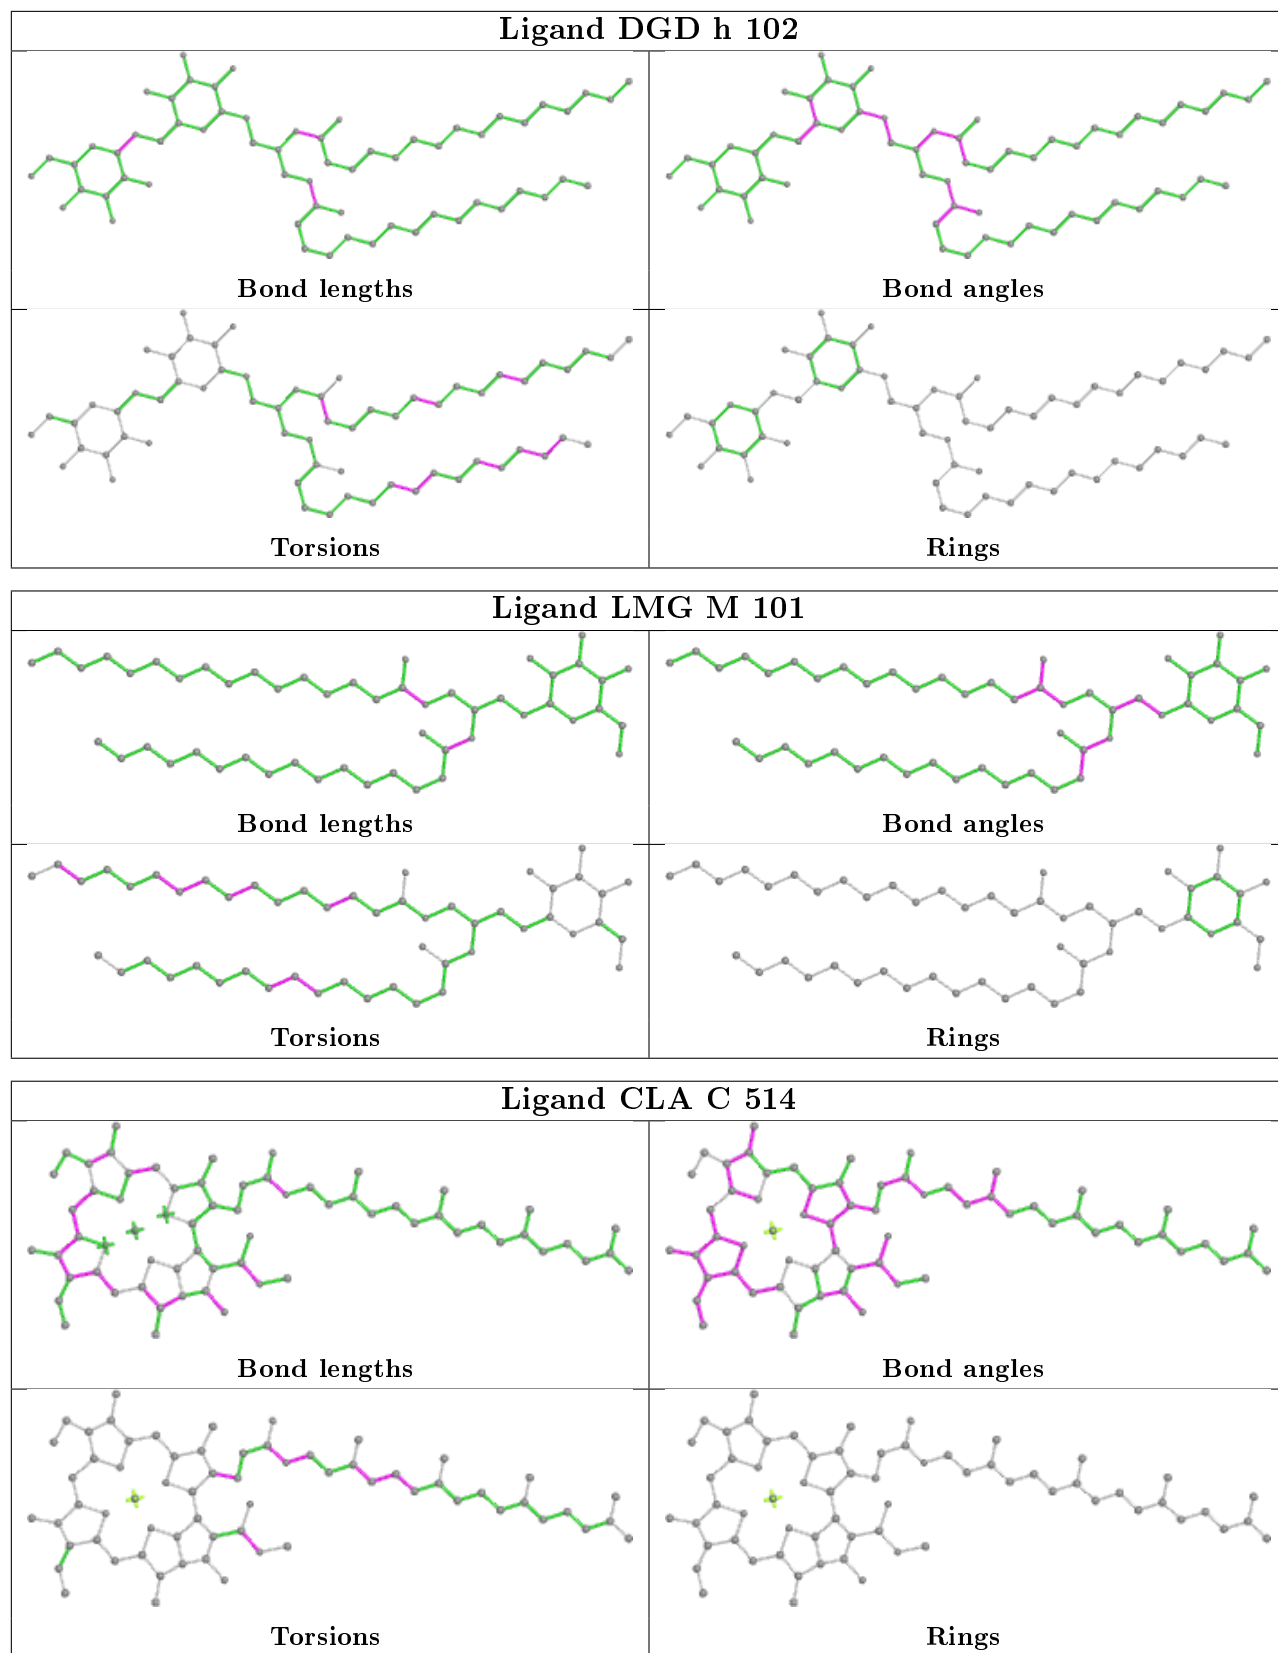 Ligand DGD h 102
Bond lengths
Bond angles
Torsions
Rings
Ligand LMG M 101
Bond lengths
Bond angles
Torsions
Rings
Ligand CLA C 514
Bond lengths
Bond angles
Torsions
Rings